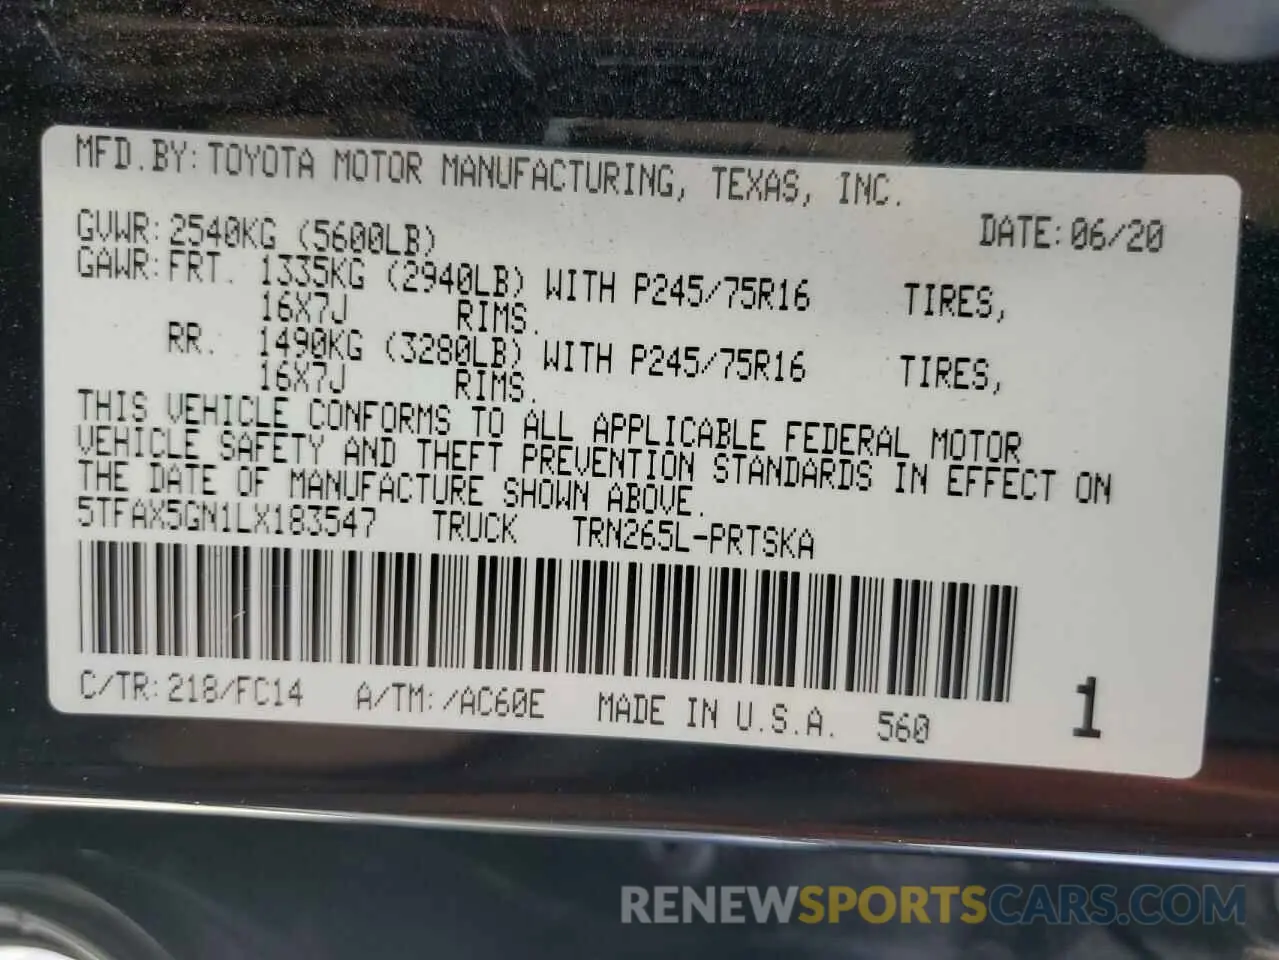 MFD.BY: TOYOTA MOTOR MANUFACTURING, TEXAS, INC.
GVWR: 2540KG (5600LB) DATE: 06/20
GAWR: FRT. 1335KG (2940LB) WITH P245/75R16 TIRES,
16X7J RIMS.
RR. 1490KG (3280LB) WITH P245/75R16 TIRES,
16X7J RIMS.
THIS VEHICLE CONFORMS TO ALL APPLICABLE FEDERAL MOTOR
VEHICLE SAFETY AND THEFT PREVENTION STANDARDS IN EFFECT ON
THE DATE OF MANUFACTURE SHOWN ABOVE.
5TFAX5GN1LX183547 TRUCK TRN265L-PRTSKA
C/TR: 218/FC14 A/TM: /AC60E MADE IN U.S.A. 560 1
RENEWSPORTSCARS.COM